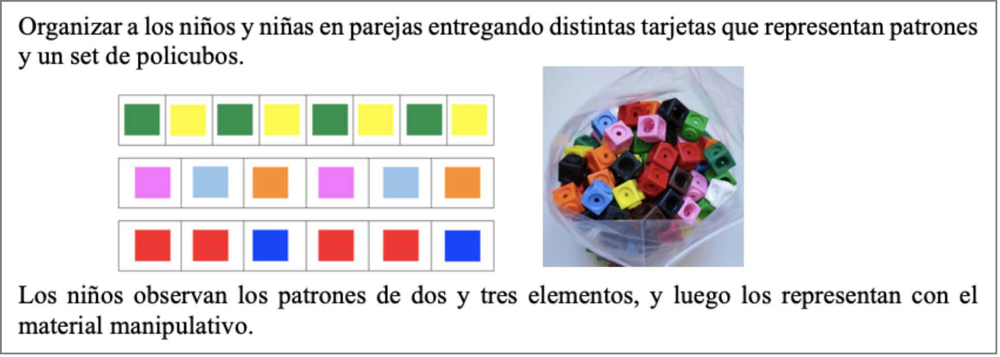 Organizar a los niños y niñas en parejas entregando distintas tarjetas que representan patrones
y un set de policubos.
Los niños observan los patrones de dos y tres elementos, y luego los representan con el
material manipulativo.